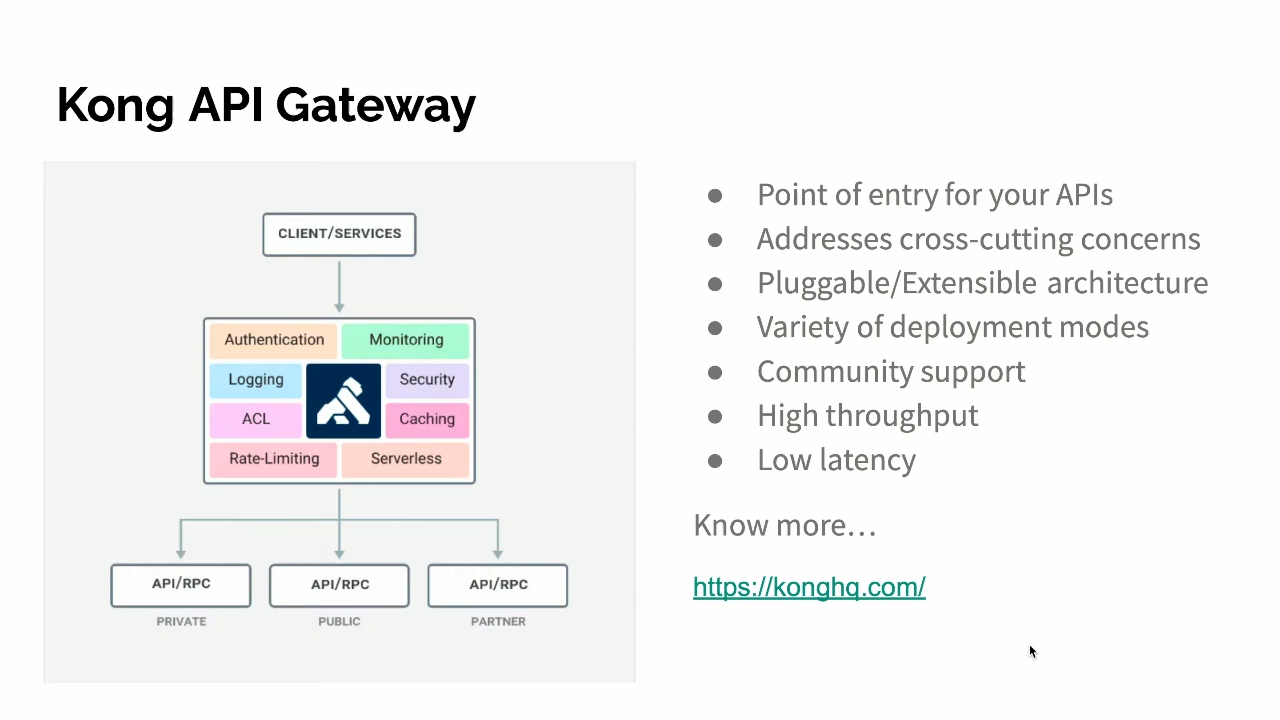 Kong API Gateway
CLIENT/SERVICES
Authentication
Monitoring
Logging
Security
ACL
Caching
Rate-Limiting
Serverless
API/RPC
API/RPC
API/RPC
PRIVATE
PUBLIC
PARTNER
● Point of entry for your APIs
● Addresses cross-cutting concerns
● Pluggable/Extensible architecture
● Variety of deployment modes
● Community support
● High throughput
● Low latency
Know more…
https://konghq.com/